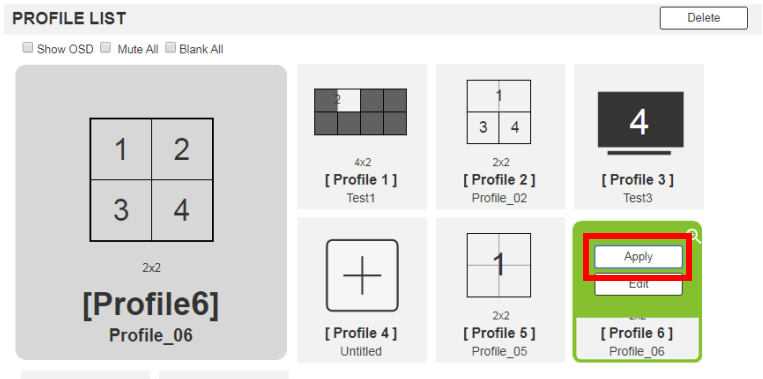 PROFILE LIST
Delete
Show OSD Mute All Blank All
1 2
3 4
2x2
[Profile6]
Profile_06
2
4x2
[ Profile 1 ]
Test1
1
3 4
2x2
[ Profile 2 ]
Profile_02
4
[ Profile 3 ]
Test3
[ Profile 4 ]
Untitled
1
2x2
[ Profile 5 ]
Profile_05
Apply
Edit
2x2
[ Profile 6 ]
Profile_06